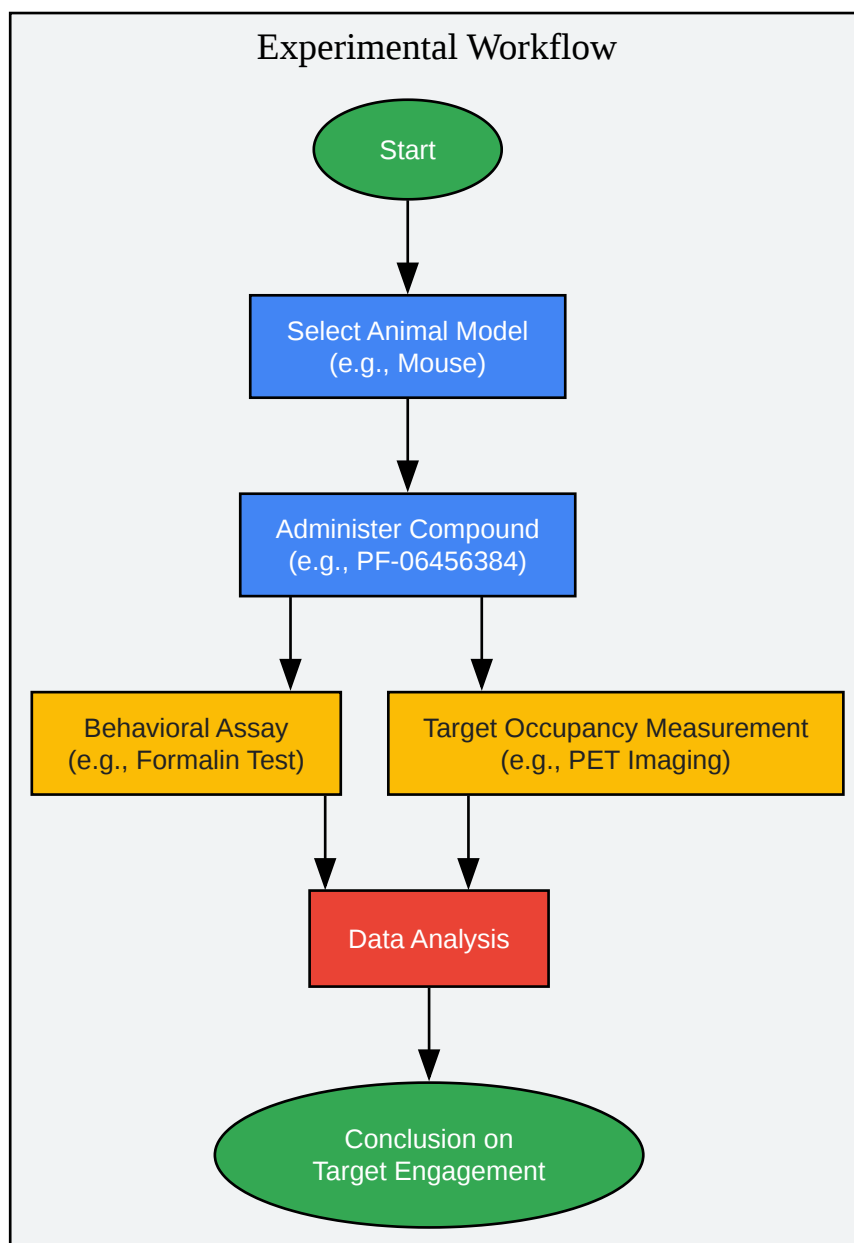 Experimental Workflow
Start
Select Animal Model
(e.g., Mouse)
Administer Compound
(e.g., PF-06456384)
Behavioral Assay
(e.g., Formalin Test)
Target Occupancy Measurement
(e.g., PET Imaging)
Data Analysis
Conclusion on
Target Engagement